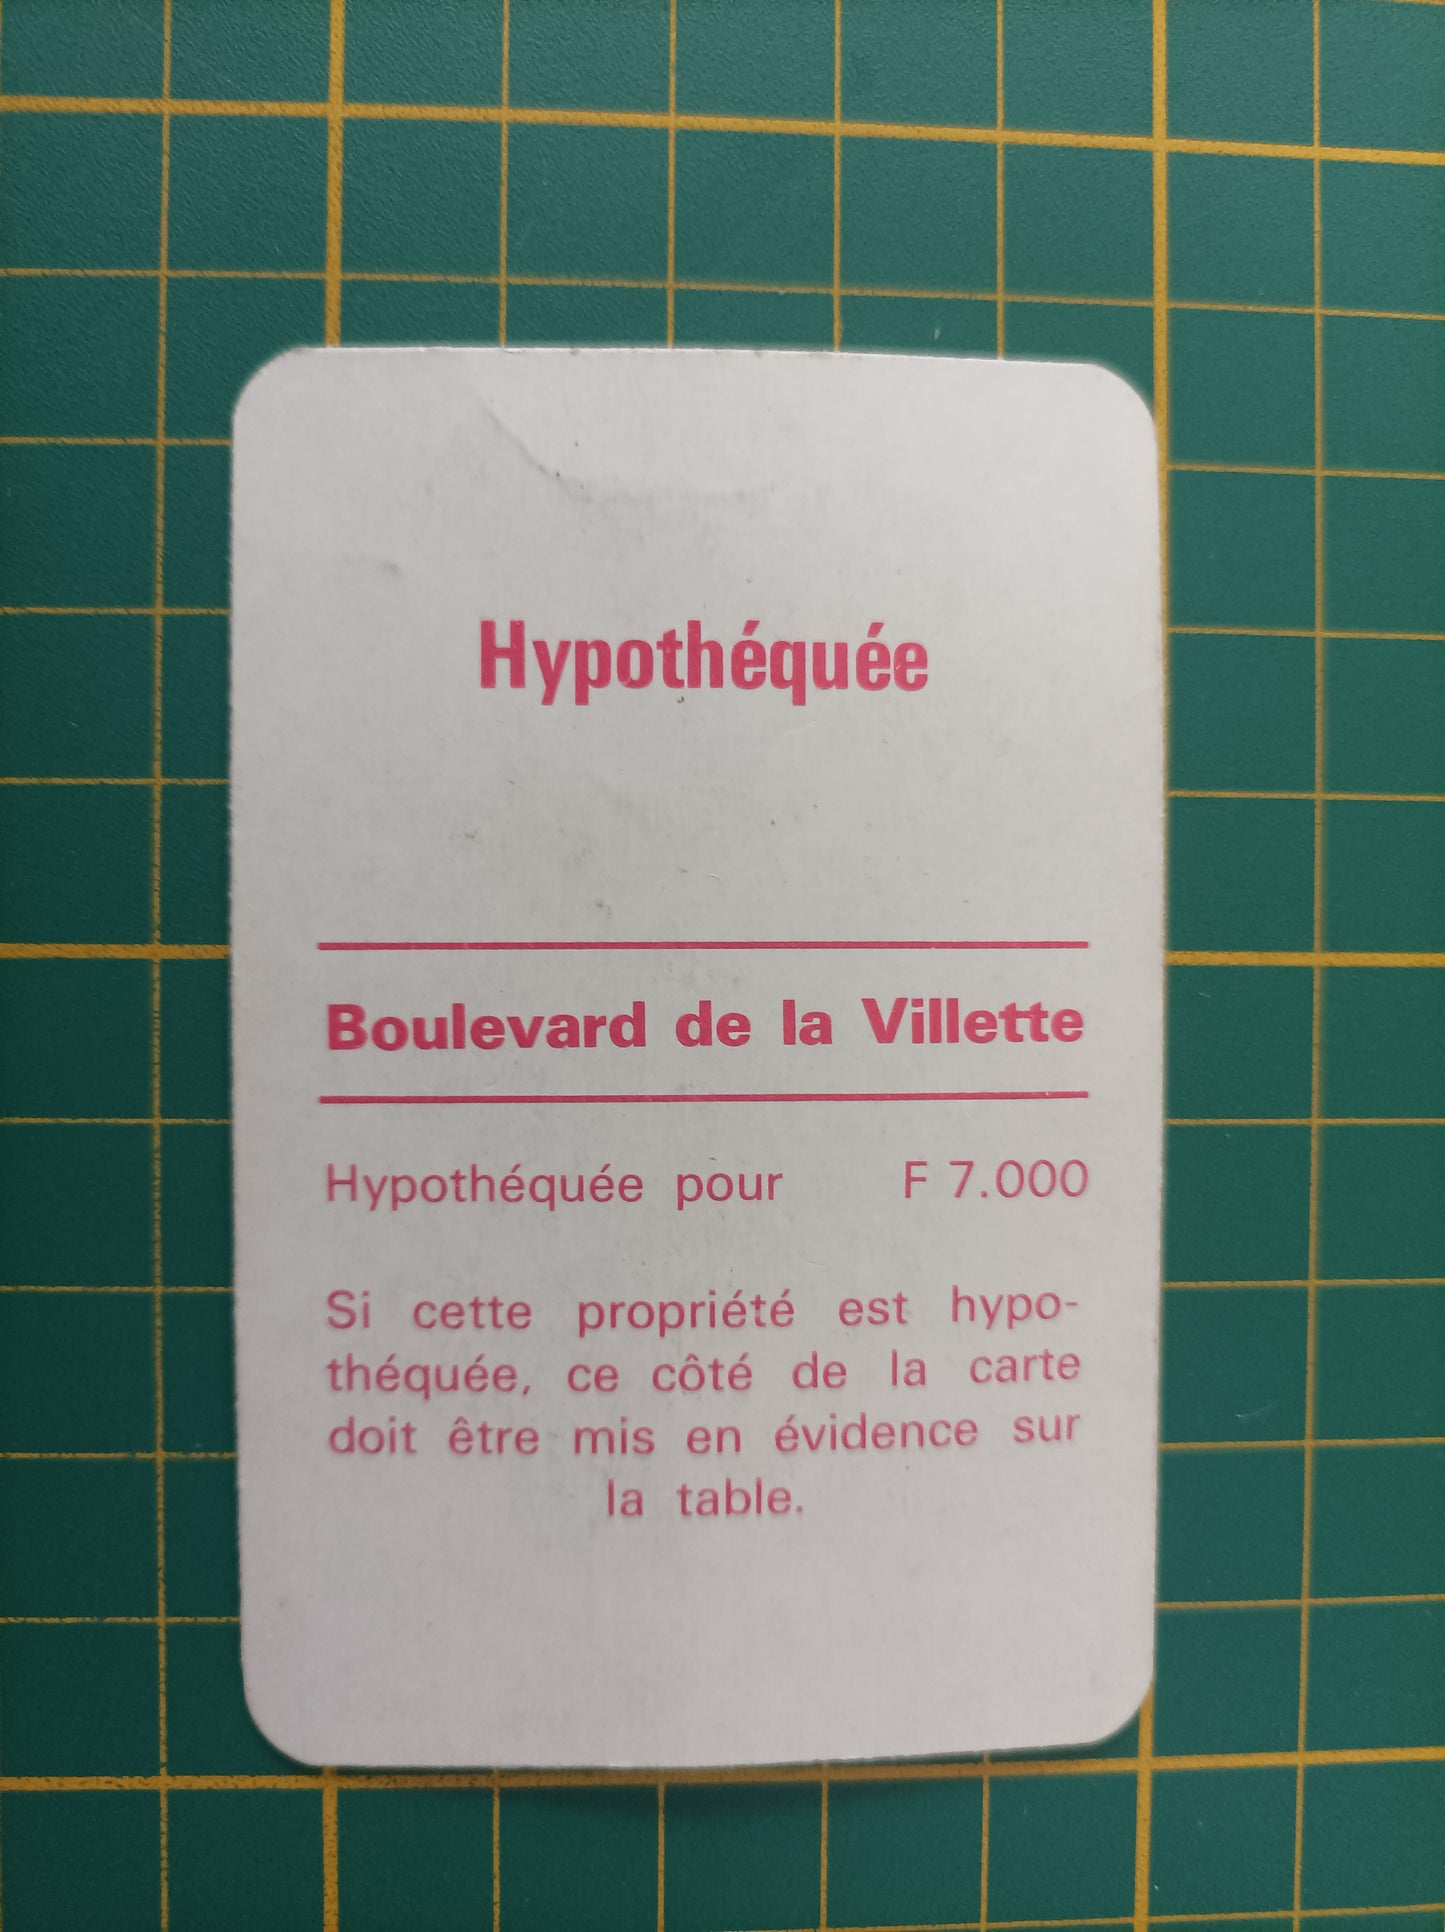 Hypothéquée
Boulevard de la Villette
Hypothéquée pour F 7.000
Si cette propriété est hypo-
théquée, ce côté de la carte
doit être mis en évidence sur
la table.